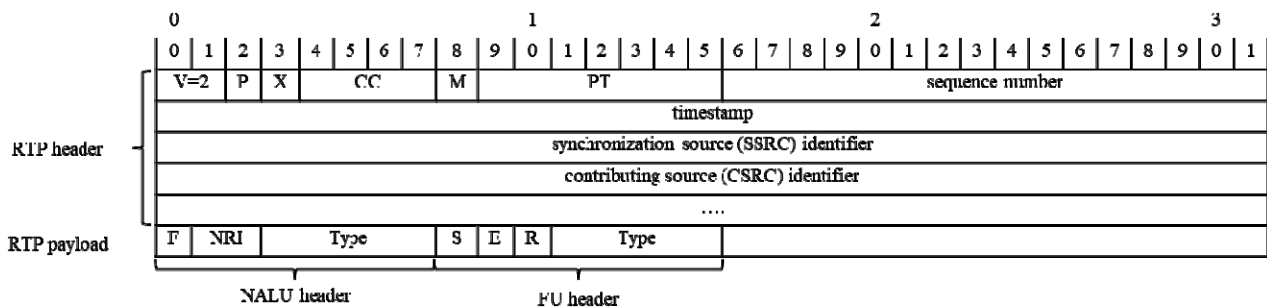 0 1 2 3
0 1 2 3 4 5 6 7 8 9 0 1 2 3 4 5 6 7 8 9 0 1 2 3 4 5 6 7 8 9 0 1
V=2 P X CC M PT sequence number
timestamp
RTP header
synchronization source (SSRC) identifier
contributing source (CSRC) identifier
....
RTP payload F NRI Type S E R Type
NALU header FU header